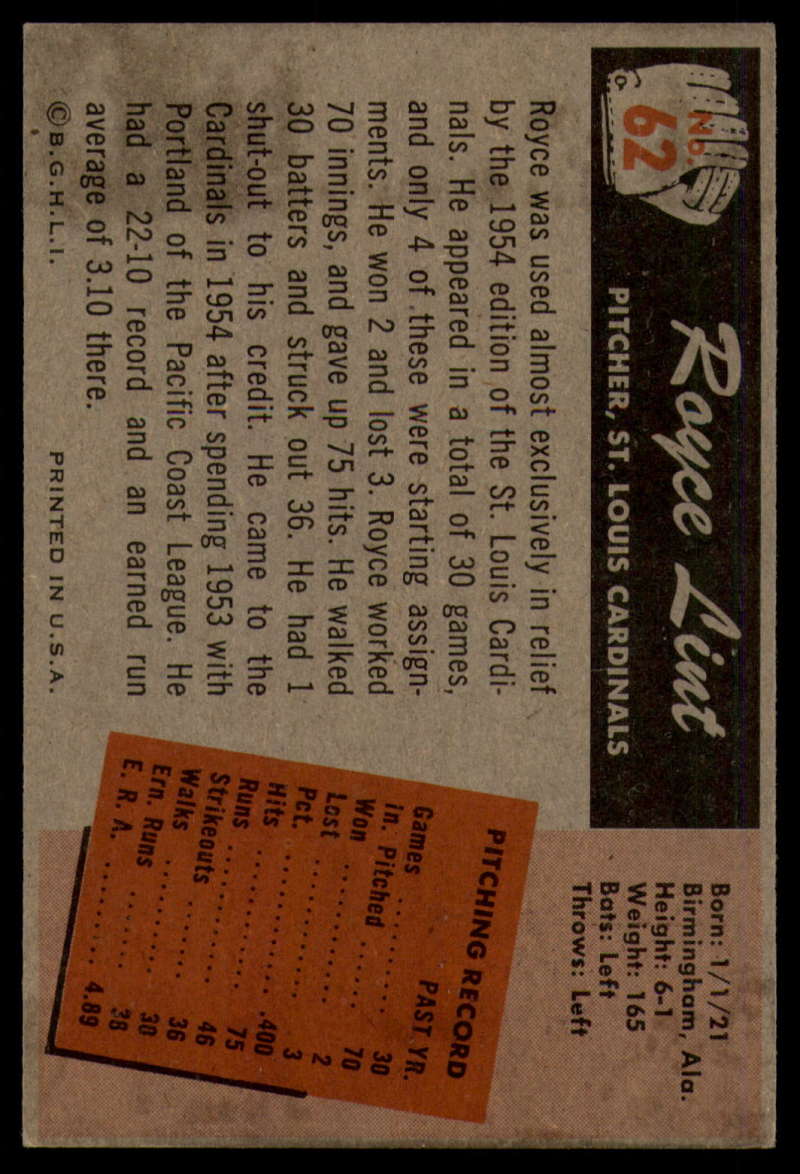 No.
62
Royce Lint
PITCHER, ST. LOUIS CARDINALS
Born: 1/1/21
Birmingham, Ala.
Height: 6-1
Weight: 165
Bats: Left
Throws: Left
Royce was used almost exclusively in relief
by the 1954 edition of the St. Louis Cardi-
nals. He appeared in a total of 30 games,
and only 4 of these were starting assign-
ments. He won 2 and lost 3. Royce worked
70 innings, and gave up 75 hits. He walked
30 batters and struck out 36. He had 1
shut-out to his credit. He came to the
Cardinals in 1954 after spending 1953 with
Portland of the Pacific Coast League. He
had a 22-10 record and an earned run
average of 3.10 there.
© B.G.H.L.I. PRINTED IN U.S.A.
PITCHING RECORD
PAST YR.
Games 30
In. Pitched 70
Won 2
Lost 3
Pct. .400
Hits 75
Runs 46
Strikeouts 36
Walks 30
Ern. Runs 38
E. R. A. 4.89